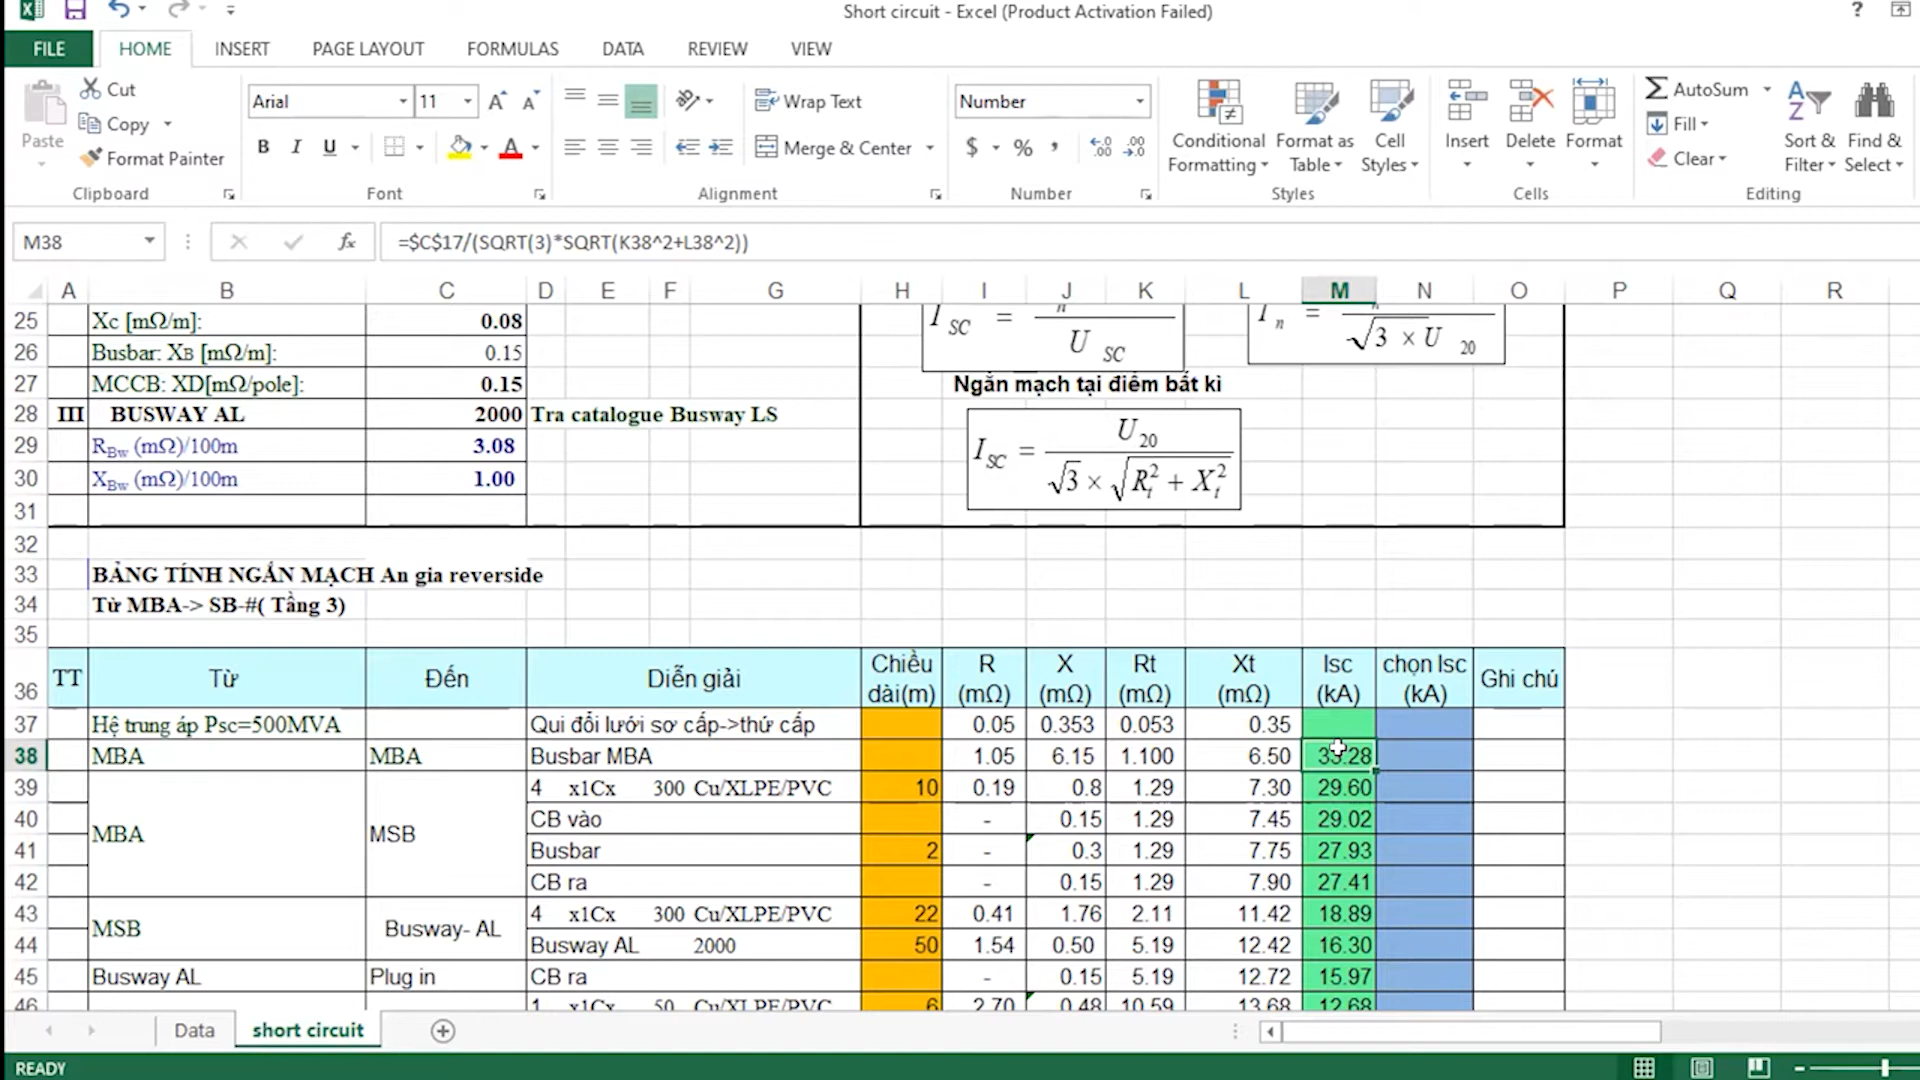 Short circuit - Excel (Product Activation Failed)
FILE HOME INSERT PAGE LAYOUT FORMULAS DATA REVIEW VIEW
Paste
Cut
Copy
Format Painter
Clipboard
Arial 11
B I U
Font
Wrap Text
Merge & Center
Alignment
Number
$ % ,
Number
Conditional Formatting
Format as Table
Cell Styles
Styles
Insert Delete Format
Cells
AutoSum
Fill
Clear
Sort & Filter
Find & Select
Editing
M38 fx =$C$17/(SQRT(3)*SQRT(K38^2+L38^2))
A B C D E F G H I J K L M N O P Q R
25 Xc [mΩ/m]: 0.08
I SC = n / U SC
I n = n / √3 × U 20
26 Busbar: XB [mΩ/m]: 0.15
27 MCCB: XD[mΩ/pole]: 0.15 Ngắn mạch tại điểm bất kì
28 III BUSWAY AL 2000 Tra catalogue Busway LS
29 RBw (mΩ)/100m 3.08
30 XBw (mΩ)/100m 1.00
I SC = U 20 / √3 × √R t 2 + X t 2
31
32
33 BẢNG TÍNH NGẮN MẠCH An gia reverside
34 Từ MBA-> SB-#( Tầng 3)
35
36 TT Từ Đến Diễn giải Chiều dài(m) R (mΩ) X (mΩ) Rt (mΩ) Xt (mΩ) Isc (kA) chọn Isc (kA) Ghi chú
37 Hệ trung áp Psc=500MVA Qui đổi lưới sơ cấp->thứ cấp 0.05 0.353 0.053 0.35
38 MBA MBA Busbar MBA 1.05 6.15 1.100 6.50 33.28
39 4 x1Cx 300 Cu/XLPE/PVC 10 0.19 0.8 1.29 7.30 29.60
40 MBA MSB CB vào - 0.15 1.29 7.45 29.02
41 Busbar 2 - 0.3 1.29 7.75 27.93
42 CB ra - 0.15 1.29 7.90 27.41
43 MSB Busway- AL 4 x1Cx 300 Cu/XLPE/PVC 22 0.41 1.76 2.11 11.42 18.89
44 Busway AL 2000 50 1.54 0.50 5.19 12.42 16.30
45 Busway AL Plug in CB ra - 0.15 5.19 12.72 15.97
46 1 x1Cx 50 Cu/XLPE/PVC 6 2.70 0.48 10.59 13.68 12.68
Data short circuit
READY